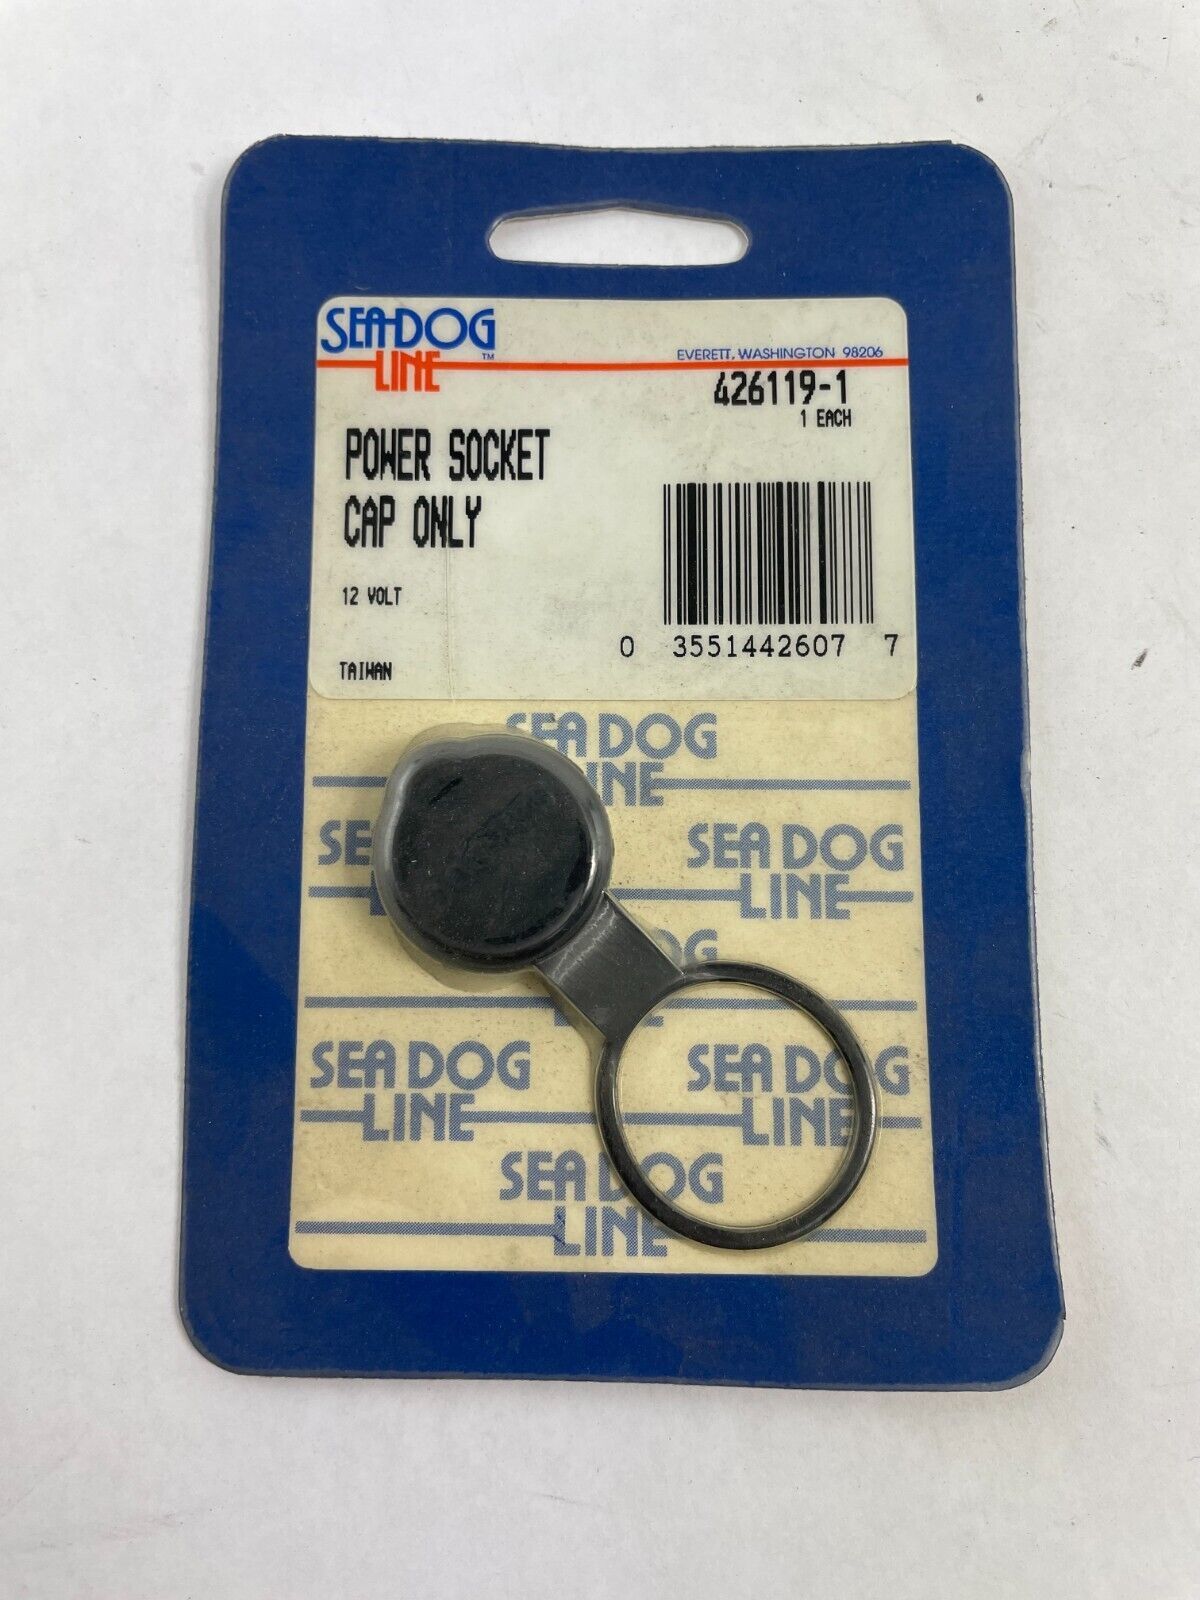 SEA-DOG
LINE ™
EVERETT, WASHINGTON 98206
426119-1
1 EACH
POWER SOCKET
CAP ONLY
12 VOLT
TAIWAN
0 3551442607 7
SEA DOG
LINE
SEA DOG
LINE
SEA DOG
LINE
SEA DOG
LINE
SEA DOG
LINE